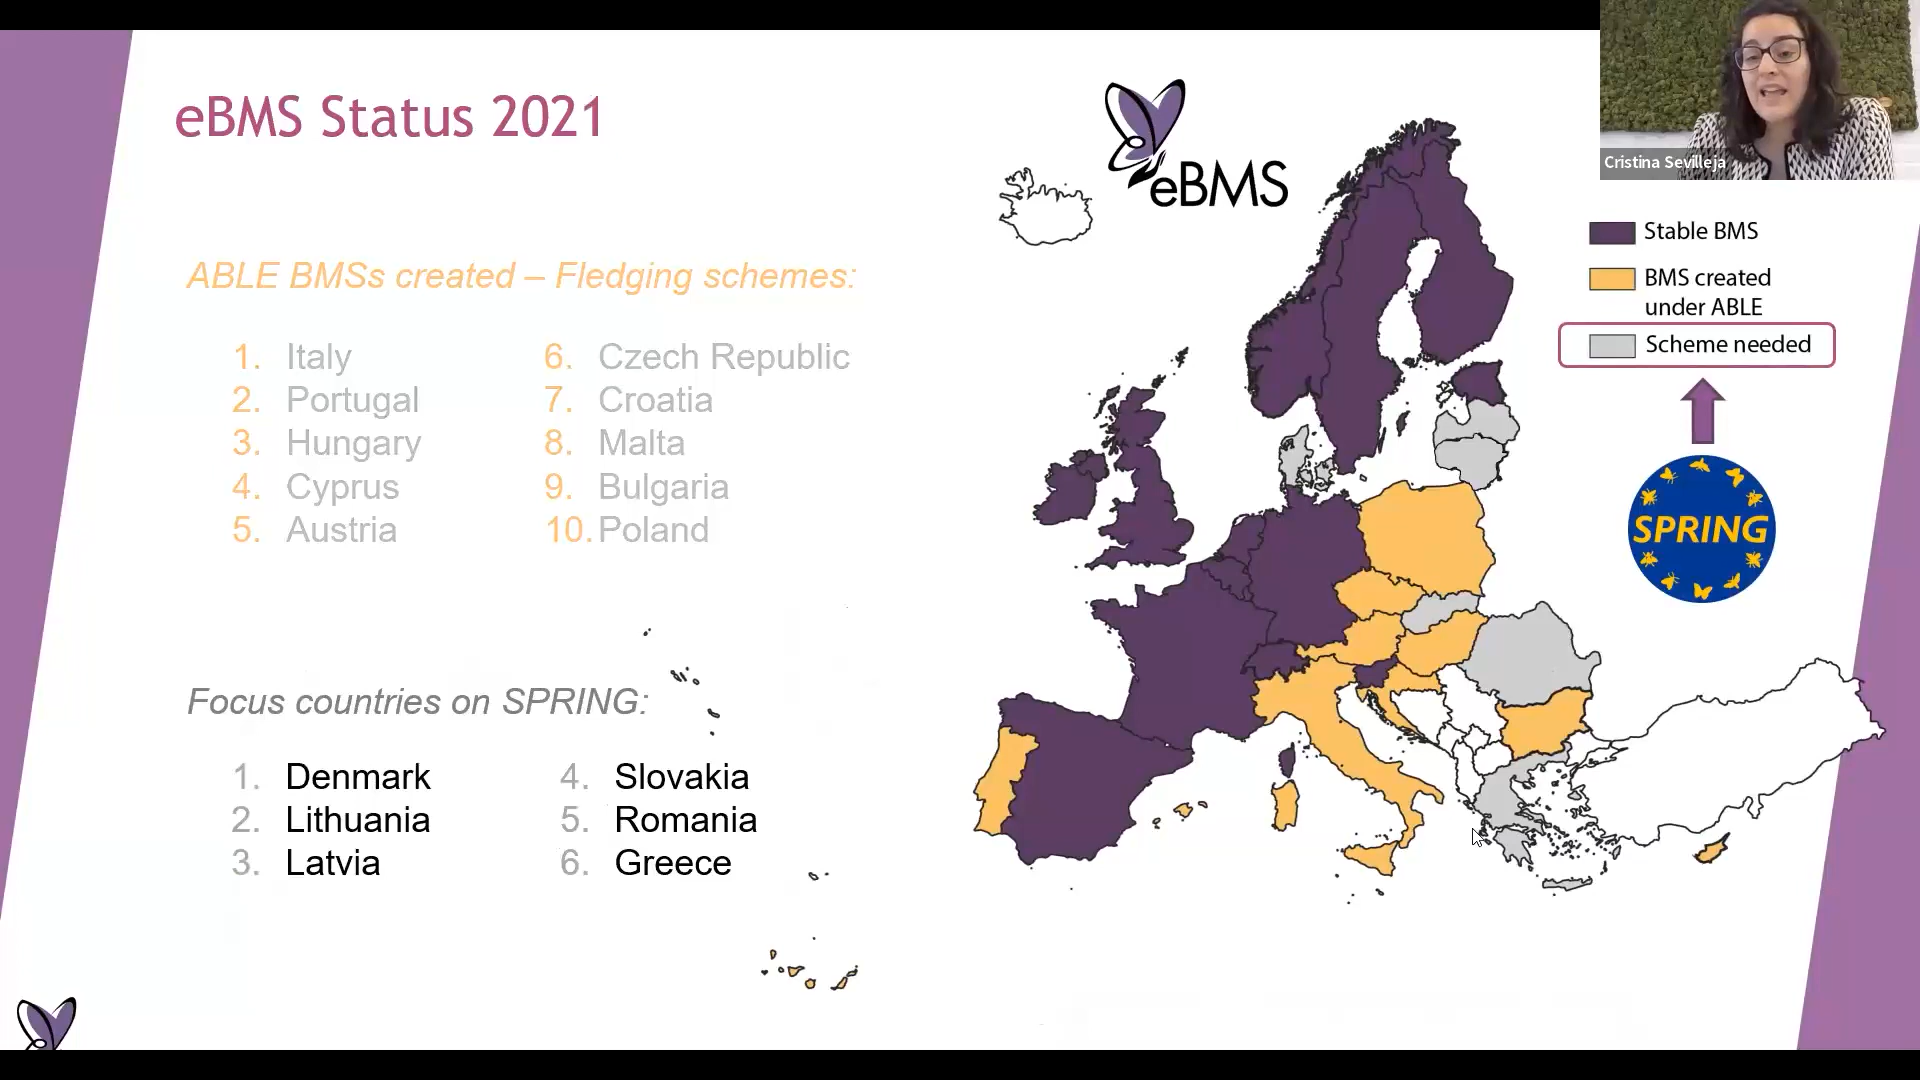 eBMS Status 2021
ABLE BMSs created – Fledging schemes:
1. Italy
2. Portugal
3. Hungary
4. Cyprus
5. Austria
6. Czech Republic
7. Croatia
8. Malta
9. Bulgaria
10. Poland
Focus countries on SPRING:
1. Denmark
2. Lithuania
3. Latvia
4. Slovakia
5. Romania
6. Greece
eBMS
Cristina Sevilleja
Stable BMS
BMS created
under ABLE
Scheme needed
SPRING